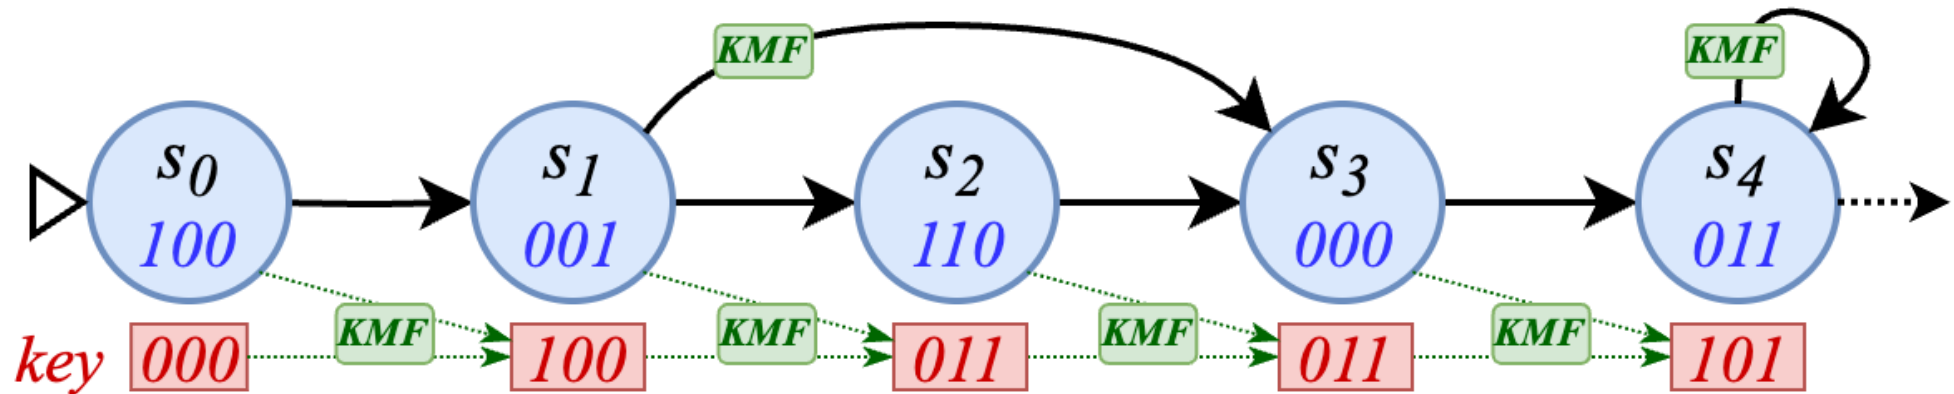 KMF KMF
s0 s1 s2 s3 s4
100 001 110 000 011
KMF KMF KMF KMF
key 000 100 011 011 101